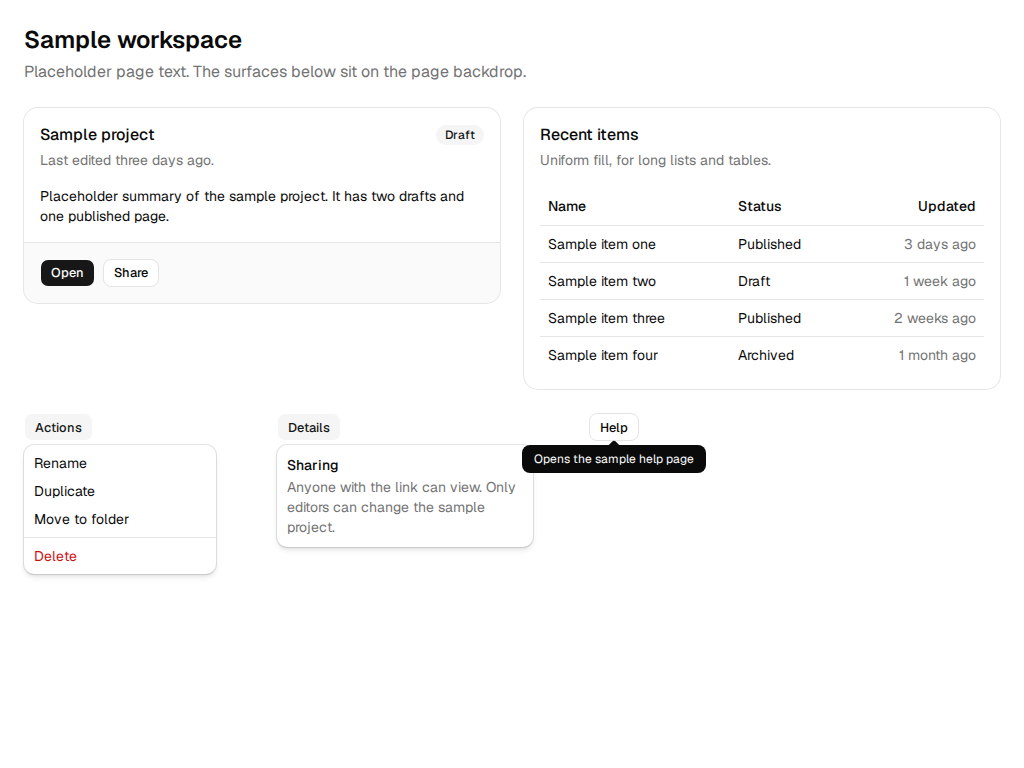 Sample workspace
Placeholder page text. The surfaces below sit on the page backdrop.
Sample project
Draft
Last edited three days ago.
Placeholder summary of the sample project. It has two drafts and
one published page.
Open
Share
Recent items
Uniform fill, for long lists and tables.
Name Status Updated
Sample item one Published 3 days ago
Sample item two Draft 1 week ago
Sample item three Published 2 weeks ago
Sample item four Archived 1 month ago
Actions
Rename
Duplicate
Move to folder
Delete
Details
Sharing
Anyone with the link can view. Only
editors can change the sample
project.
Help
Opens the sample help page